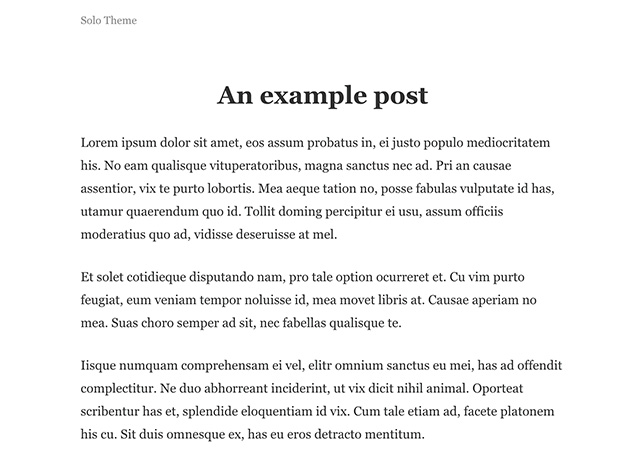 Solo Theme
An example post
Lorem ipsum dolor sit amet, eos assum probatus in, ei justo populo mediocritatem
his. No eam qualisque vituperatoribus, magna sanctus nec ad. Pri an causae
assentior, vix te purto lobortis. Mea aeque tation no, posse fabulas vulputate id has,
utamur quaerendum quo id. Tollit doming percipitur ei usu, assum officiis
moderatius quo ad, vidisse deseruisse at mel.
Et solet cotidieque disputando nam, pro tale option ocurreret et. Cu vim purto
feugiat, eum veniam tempor noluisse id, mea movet libris at. Causae aperiam no
mea. Suas choro semper ad sit, nec fabellas qualisque te.
Iisque numquam comprehensam ei vel, elitr omnium sanctus eu mei, has ad offendit
complectitur. Ne duo abhorreant inciderint, ut vix dicit nihil animal. Oporteat
scribentur has et, splendide eloquentiam id vix. Cum tale etiam ad, facete platonem
his cu. Sit duis omnesque ex, has eu eros detracto mentitum.